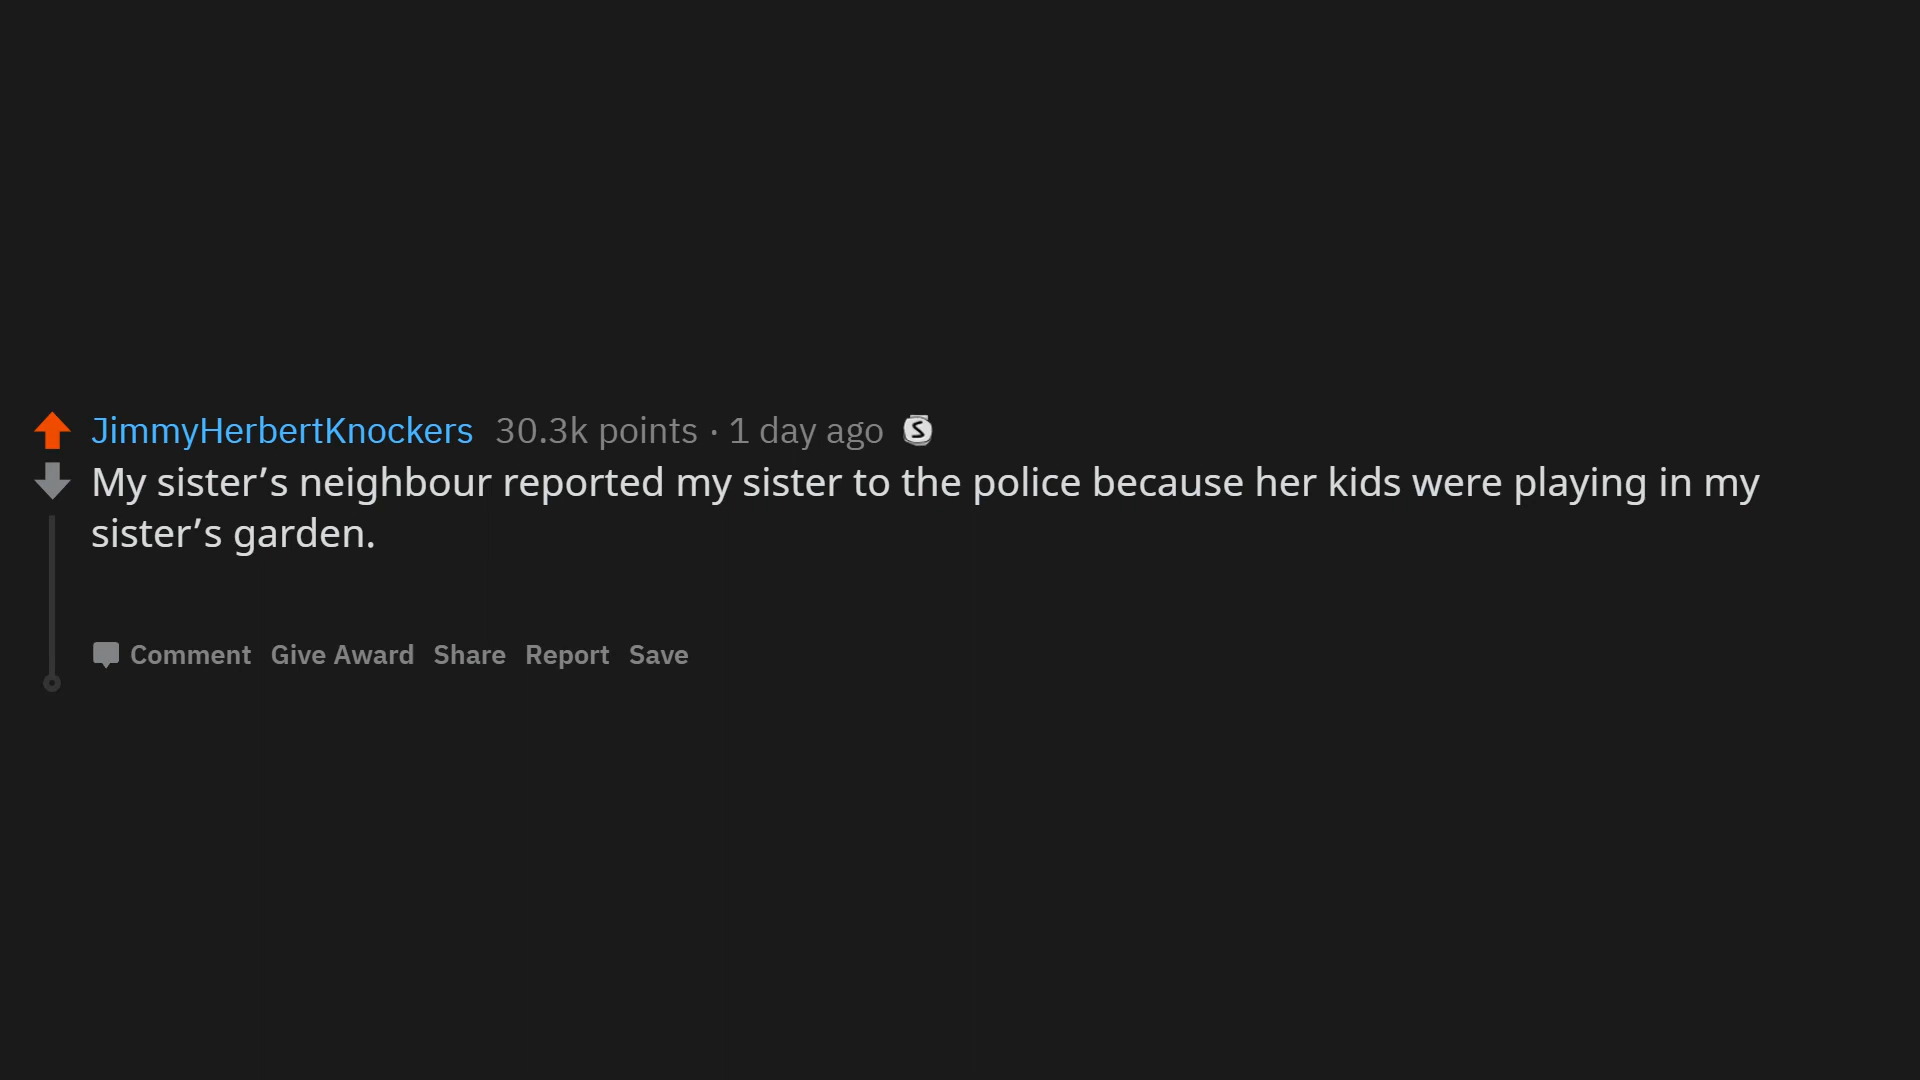 JimmyHerbertKnockers 30.3k points · 1 day ago S
My sister’s neighbour reported my sister to the police because her kids were playing in my
sister’s garden.
Comment Give Award Share Report Save